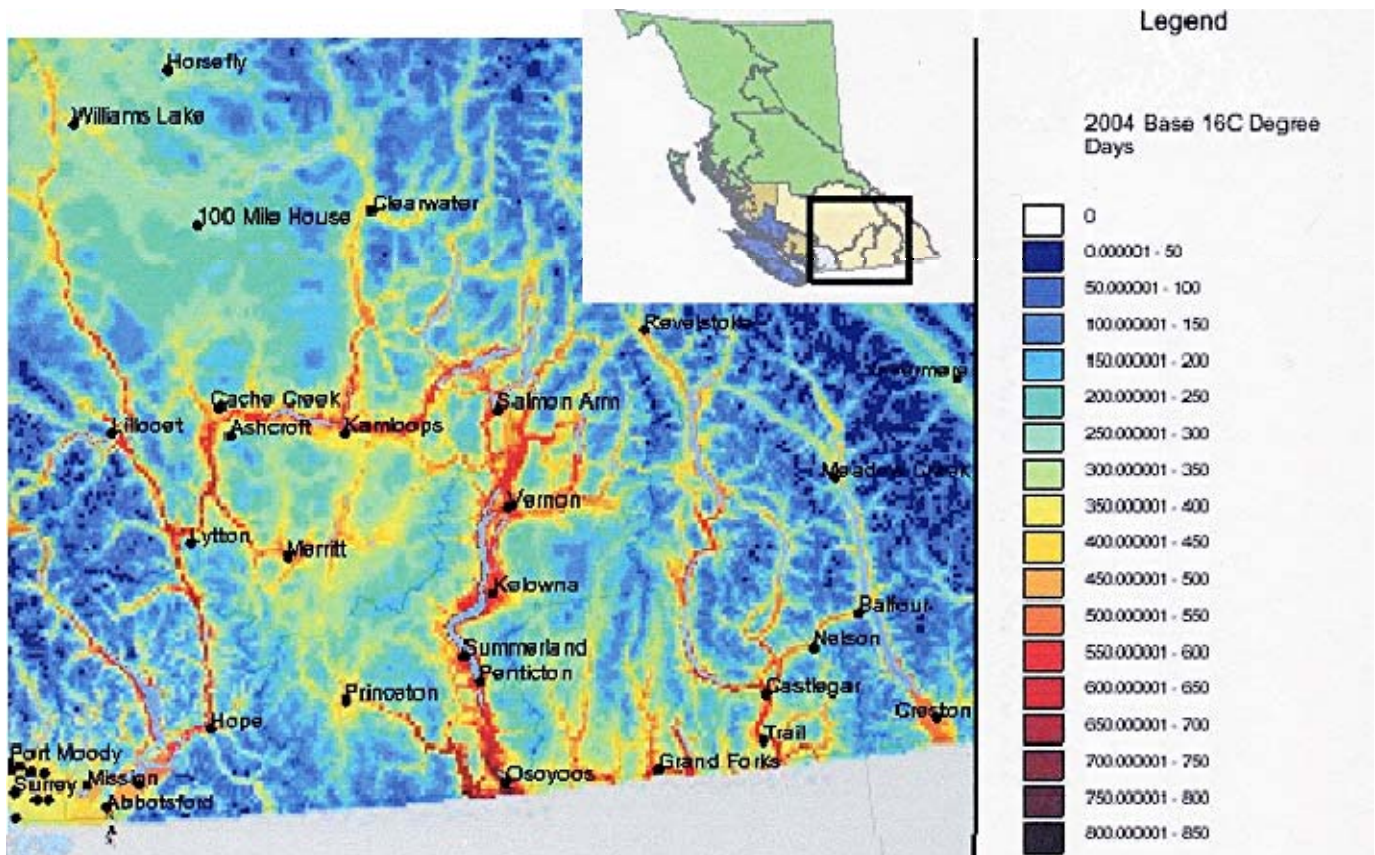 Legend
2004 Base 16C Degree
Days
0
0.000001 - 50
50.000001 - 100
100.000001 - 150
150.000001 - 200
200.000001 - 250
250.000001 - 300
300.000001 - 350
350.000001 - 400
400.000001 - 450
450.000001 - 500
500.000001 - 550
550.000001 - 600
600.000001 - 650
650.000001 - 700
700.000001 - 750
750.000001 - 800
800.000001 - 850
Horsefly
Williams Lake
100 Mile House
Clearwater
Revelstoke
Invermere
Cache Creek
Salmon Arm
Lillooet
Ashcroft
Kamloops
Meadow Creek
Vernon
Lytton
Merritt
Kelowna
Balfour
Nelson
Summerland
Penticton
Princeton
Castlegar
Creston
Hope
Trail
Port Moody
Grand Forks
Surrey
Mission
Osoyoos
Abbotsford